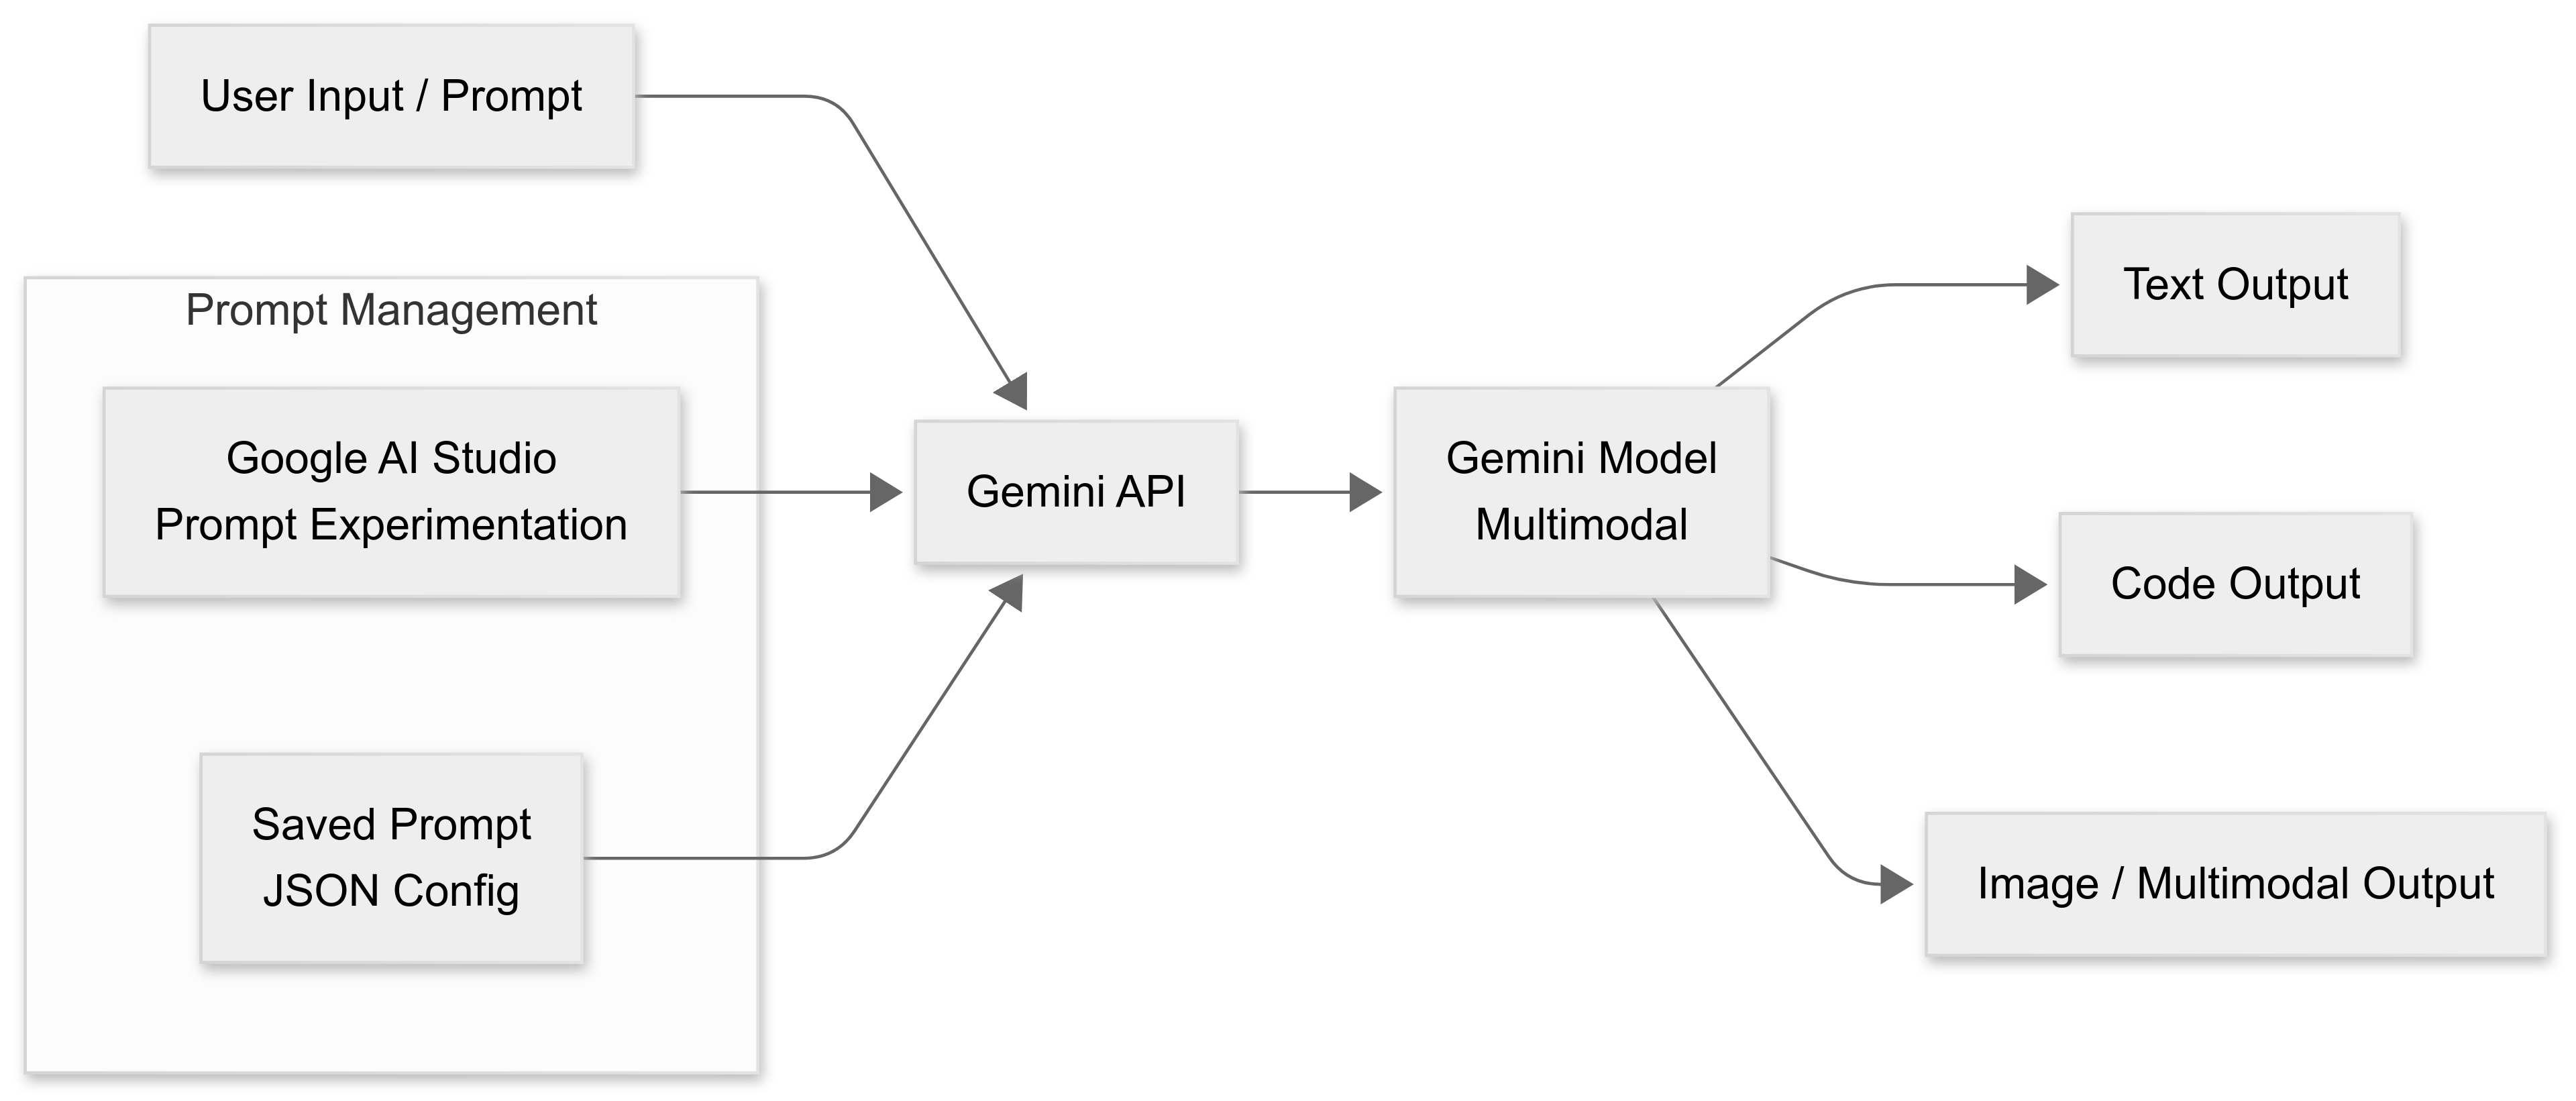 User Input / Prompt
Prompt Management
Google AI Studio
Prompt Experimentation
Saved Prompt
JSON Config
Gemini API
Gemini Model
Multimodal
Text Output
Code Output
Image / Multimodal Output